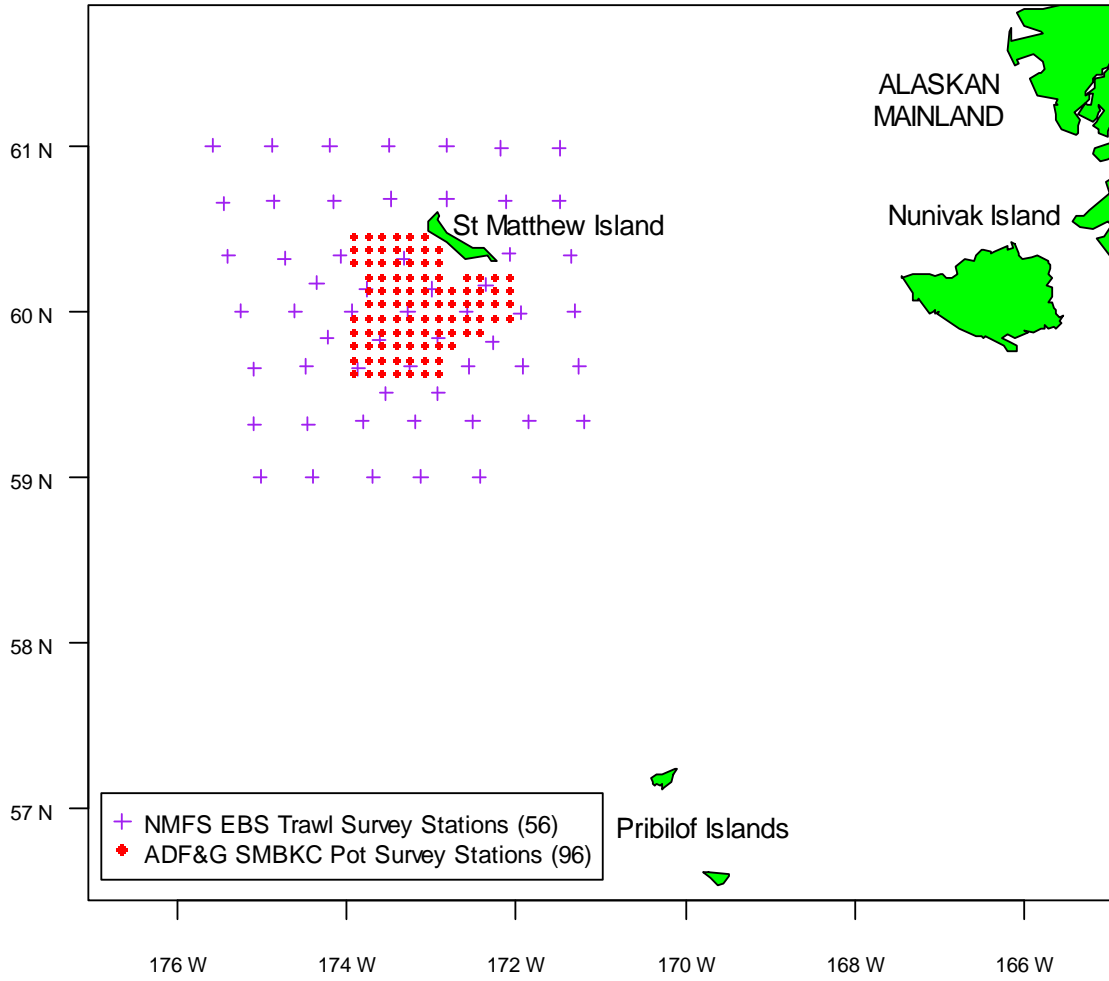 ALASKAN
MAINLAND
61 N
St Matthew Island
Nunivak Island
60 N
59 N
58 N
57 N
NMFS EBS Trawl Survey Stations (56)
ADF&G SMBKC Pot Survey Stations (96)
Pribilof Islands
176 W
174 W
172 W
170 W
168 W
166 W